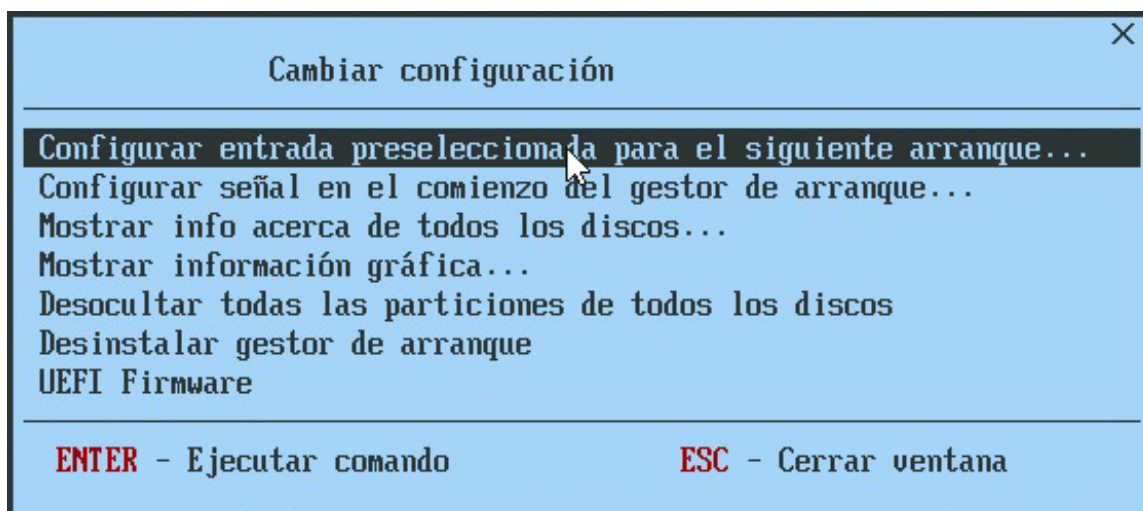 Cambiar configuración
Configurar entrada preseleccionada para el siguiente arranque...
Configurar señal en el comienzo del gestor de arranque...
Mostrar info acerca de todos los discos...
Mostrar información gráfica...
Desocultar todas las particiones de todos los discos
Desinstalar gestor de arranque
UEFI Firmware
ENTER - Ejecutar comando ESC - Cerrar ventana